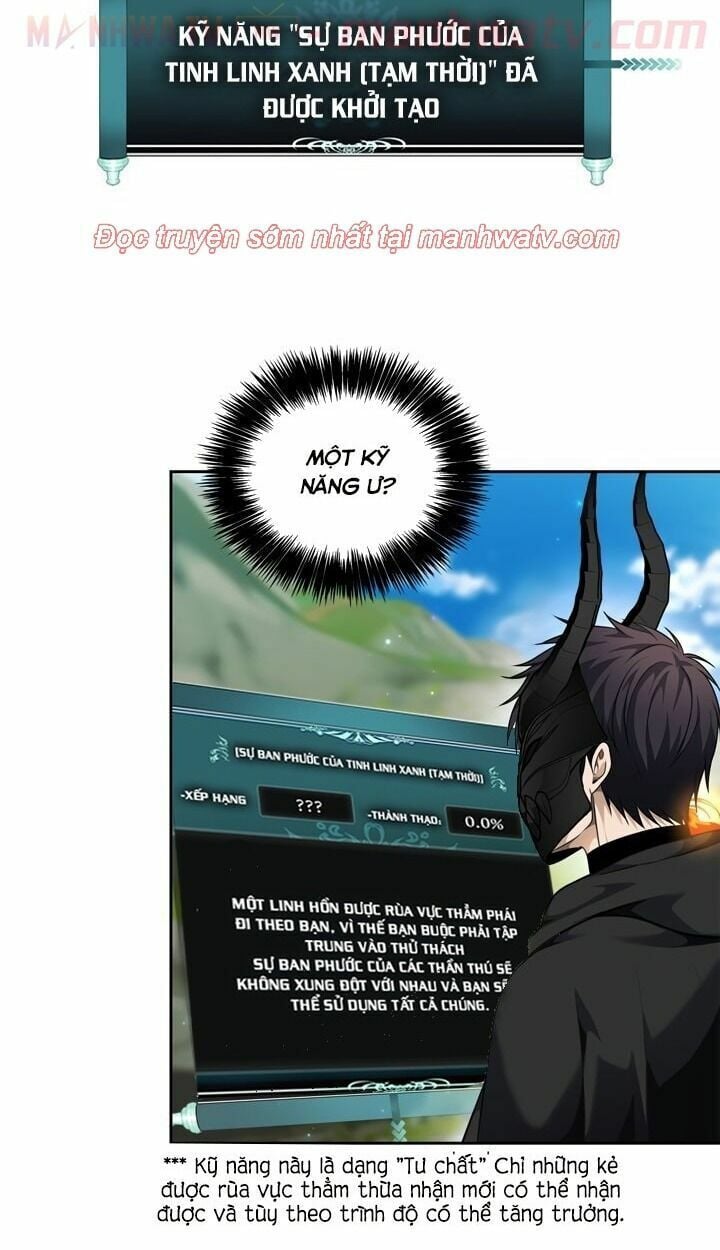 KỸ NĂNG "SỰ BAN PHƯỚC CỦA
TINH LINH XANH (TẠM THỜI)" ĐÃ
ĐƯỢC KHỞI TẠO
Đọc truyện sớm nhất tại manhwatv.com
MỘT KỸ
NĂNG Ư?
[SỰ BAN PHƯỚC CỦA TINH LINH XANH (TẠM THỜI)]
-XẾP HẠNG ??? -THÀNH THẠO: 0.0%
MỘT LINH HỒN ĐƯỢC RÙA VỰC THẲM PHÁI
ĐI THEO BẠN, VÌ THẾ BẠN BUỘC PHẢI TẬP
TRUNG VÀO THỬ THÁCH
SỰ BAN PHƯỚC CỦA CÁC THẦN THÚ SẼ
KHÔNG XUNG ĐỘT VỚI NHAU VÀ BẠN SẼ
THỂ SỬ DỤNG TẤT CẢ CHÚNG.
*** Kỹ năng này là dạng "Tư chất" Chỉ những kẻ
được rùa vực thẳm thừa nhận mới có thể nhận
được và tùy theo trình độ có thể tăng trưởng.